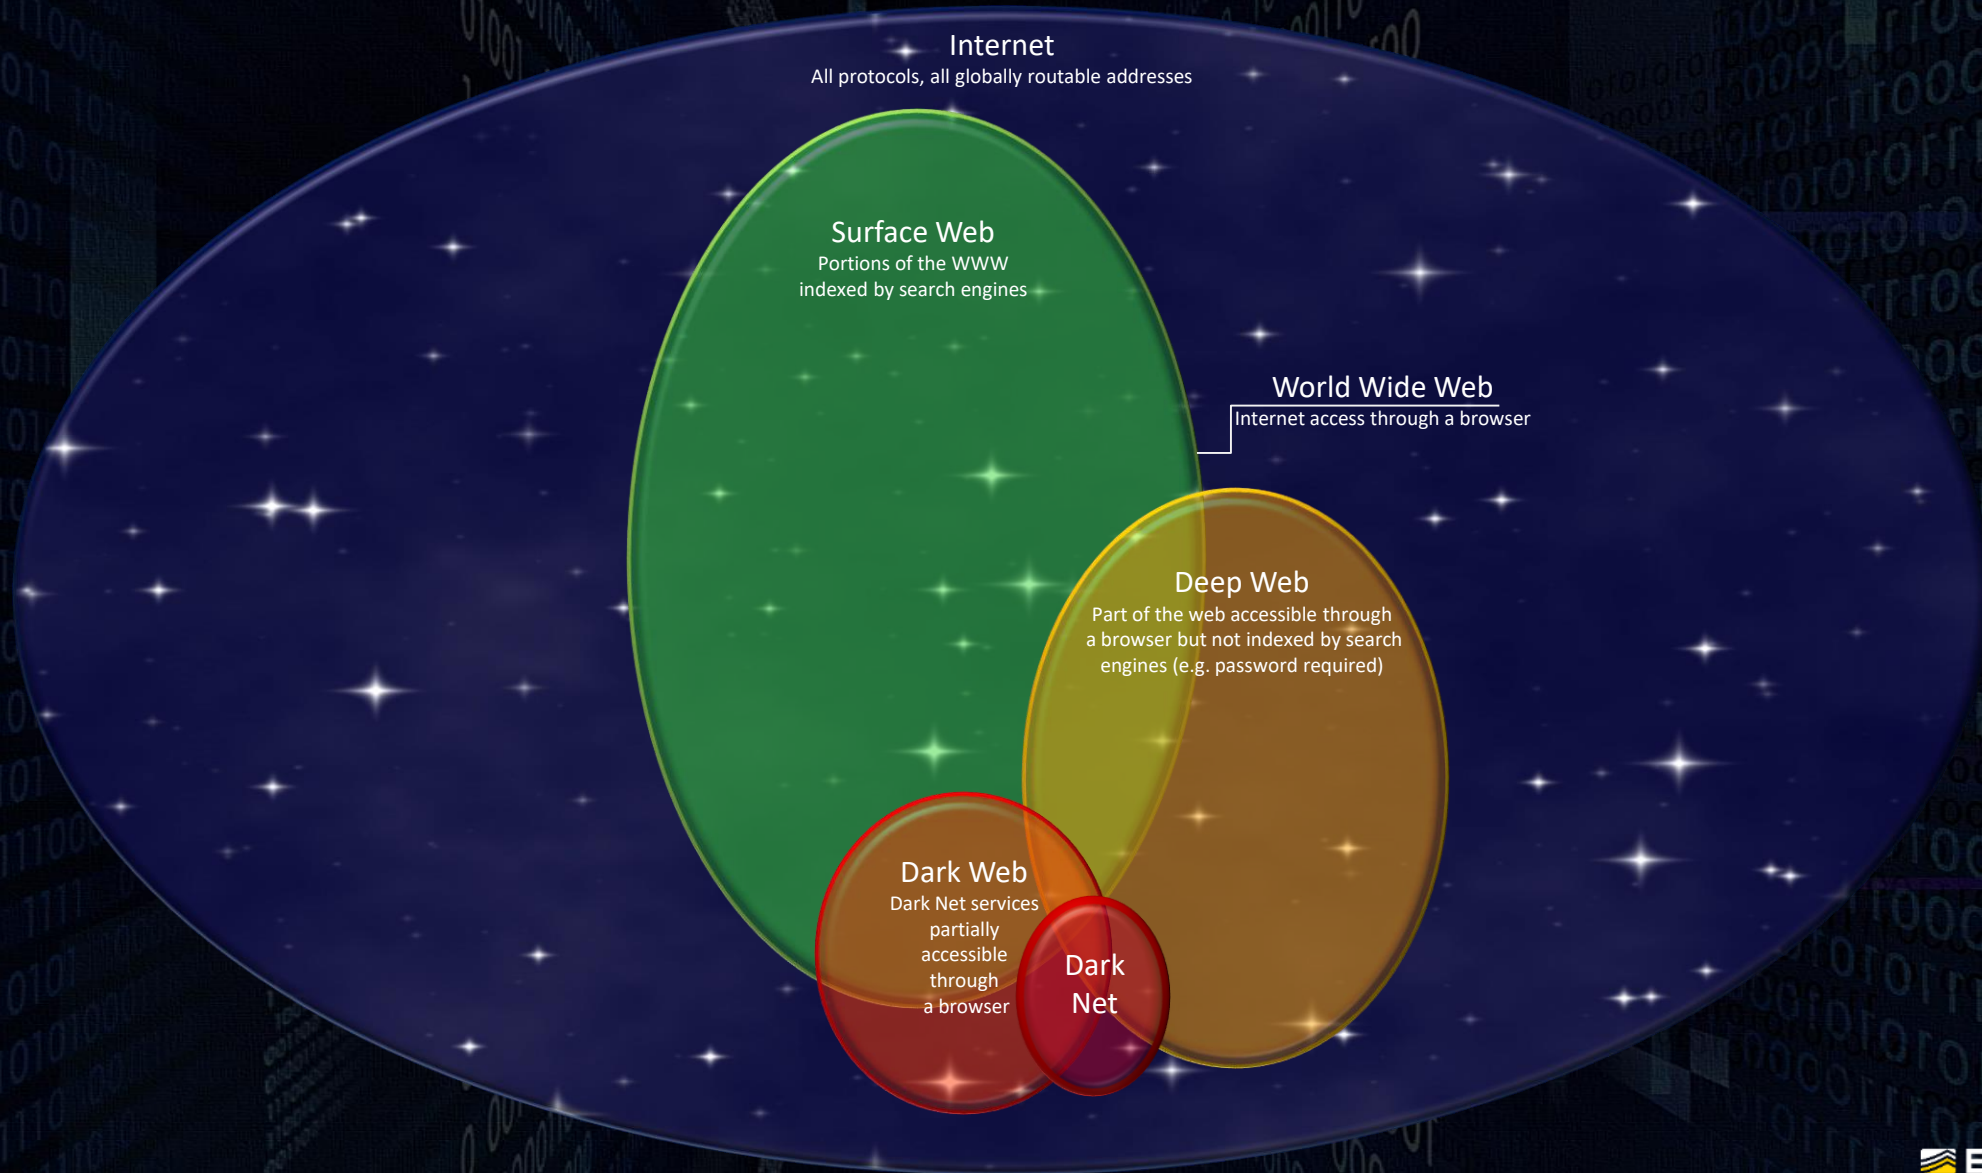 Internet
All protocols, all globally routable addresses
Surface Web
Portions of the WWW
indexed by search engines
World Wide Web
Internet access through a browser
Deep Web
Part of the web accessible through
a browser but not indexed by search
engines (e.g. password required)
Dark Web
Dark Net services
partially
accessible
through
a browser
Dark
Net